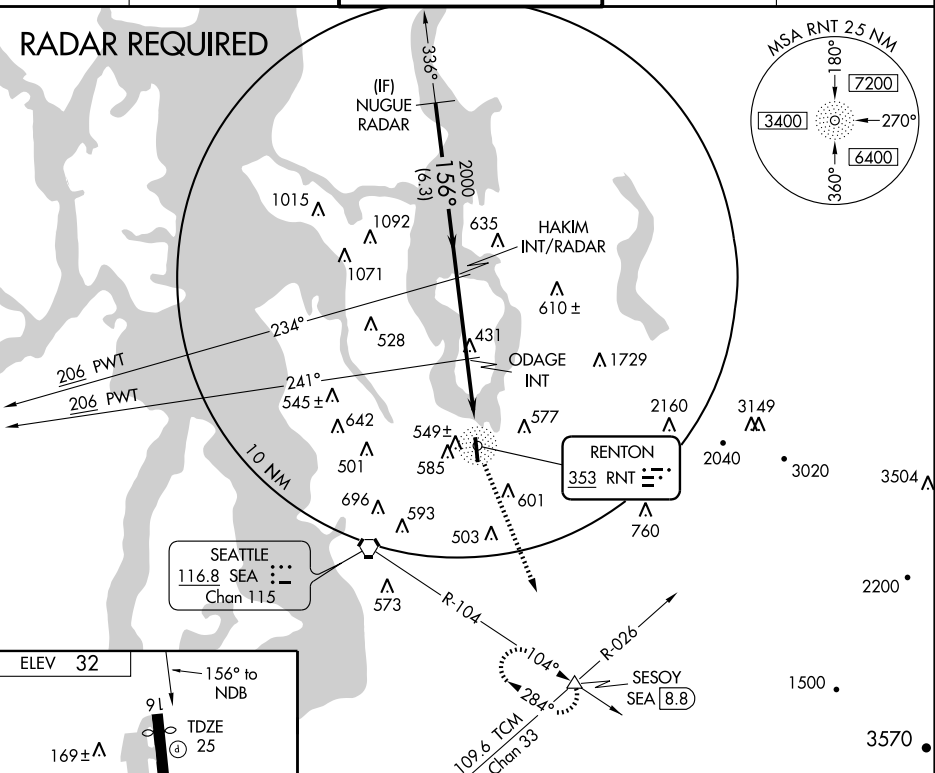 RADAR REQUIRED
MSA RNT 25 NM
180°
7200
3400
270°
6400
360°
336°
(IF)
NUGUE
RADAR
2000
156°
(6.3)
1015
1092
1071
635
HAKIM
INT/RADAR
610 ±
234°
528
431
ODAGE
INT
1729
206 PWT
241°
206 PWT
545 ±
642
501
549±
585
577
2160
3149
2040
3020
3504
RENTON
353 RNT
10 NM
696
593
601
503
760
SEATTLE
116.8 SEA
Chan 115
573
2200
R-104
R-026
104°
284°
SESOY
SEA 8.8
1500
109.6 TCM
Chan 33
3570
ELEV 32
156° to
NDB
16
TDZE
25
d
169±